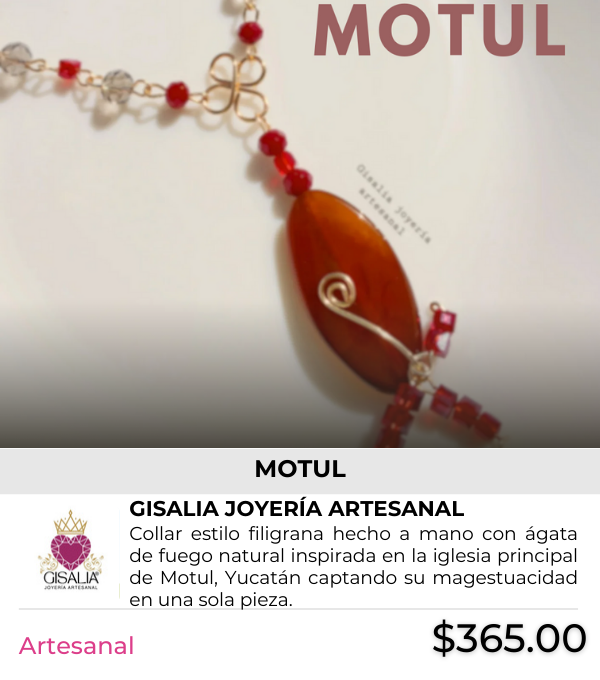 MOTUL
Gisalia joyería
artesanal
MOTUL
GISALIA JOYERÍA ARTESANAL
Collar estilo filigrana hecho a mano con ágata
de fuego natural inspirada en la iglesia principal
de Motul, Yucatán captando su magestuacidad
en una sola pieza.
GISALIA
JOYERÍA ARTESANAL
Artesanal
$365.00